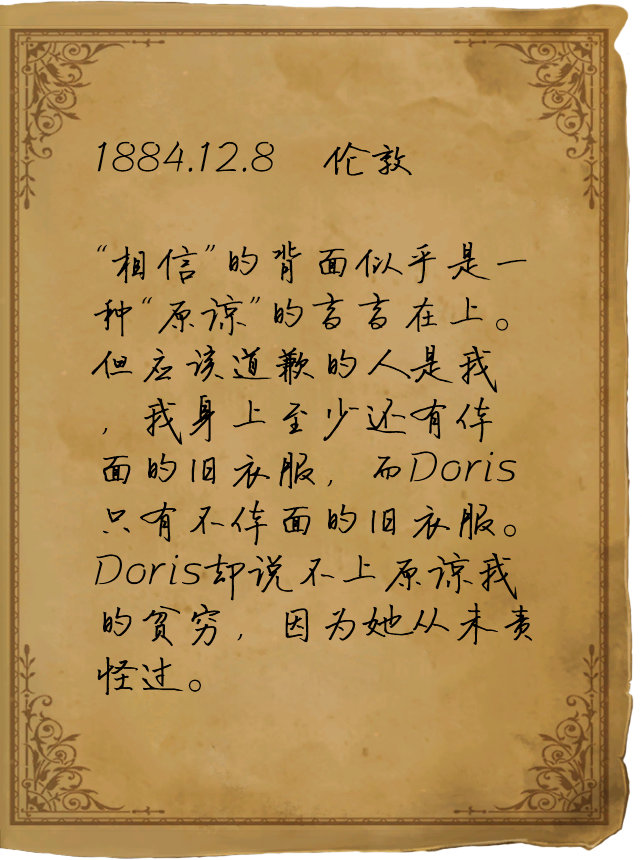 1884.12.8 伦敦
“相信”的背面似乎是一
种“原谅”的高高在上。
但应该道歉的人是我
，我身上至少还有体
面的旧衣服，而Doris
只有不体面的旧衣服。
Doris却说不上原谅我
的贫穷，因为她从未责
怪过。